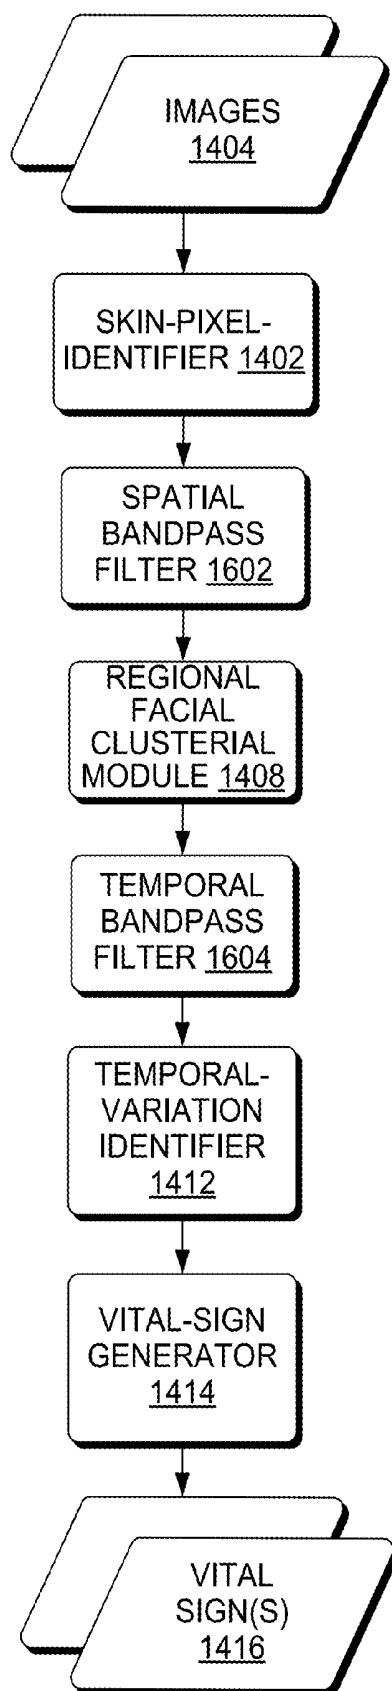 IMAGES
1404
SKIN-PIXEL-
IDENTIFIER 1402
SPATIAL
BANDPASS
FILTER 1602
REGIONAL
FACIAL
CLUSTERIAL
MODULE 1408
TEMPORAL
BANDPASS
FILTER 1604
TEMPORAL-
VARIATION
IDENTIFIER
1412
VITAL-SIGN
GENERATOR
1414
VITAL
SIGN(S)
1416